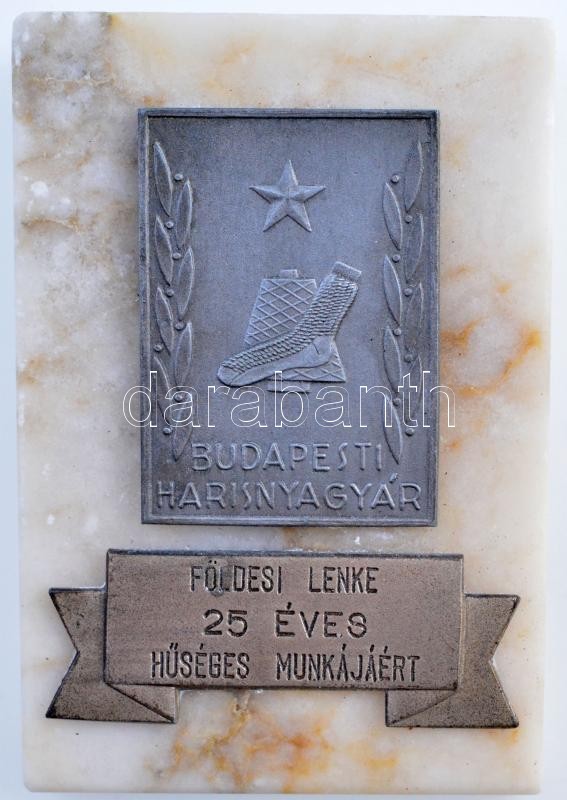 darabanth
BUDAPESTI
HARISNYAGYÁR
FÖLDESI LENKE
25 ÉVES
HŰSÉGES MUNKÁJÁÉRT